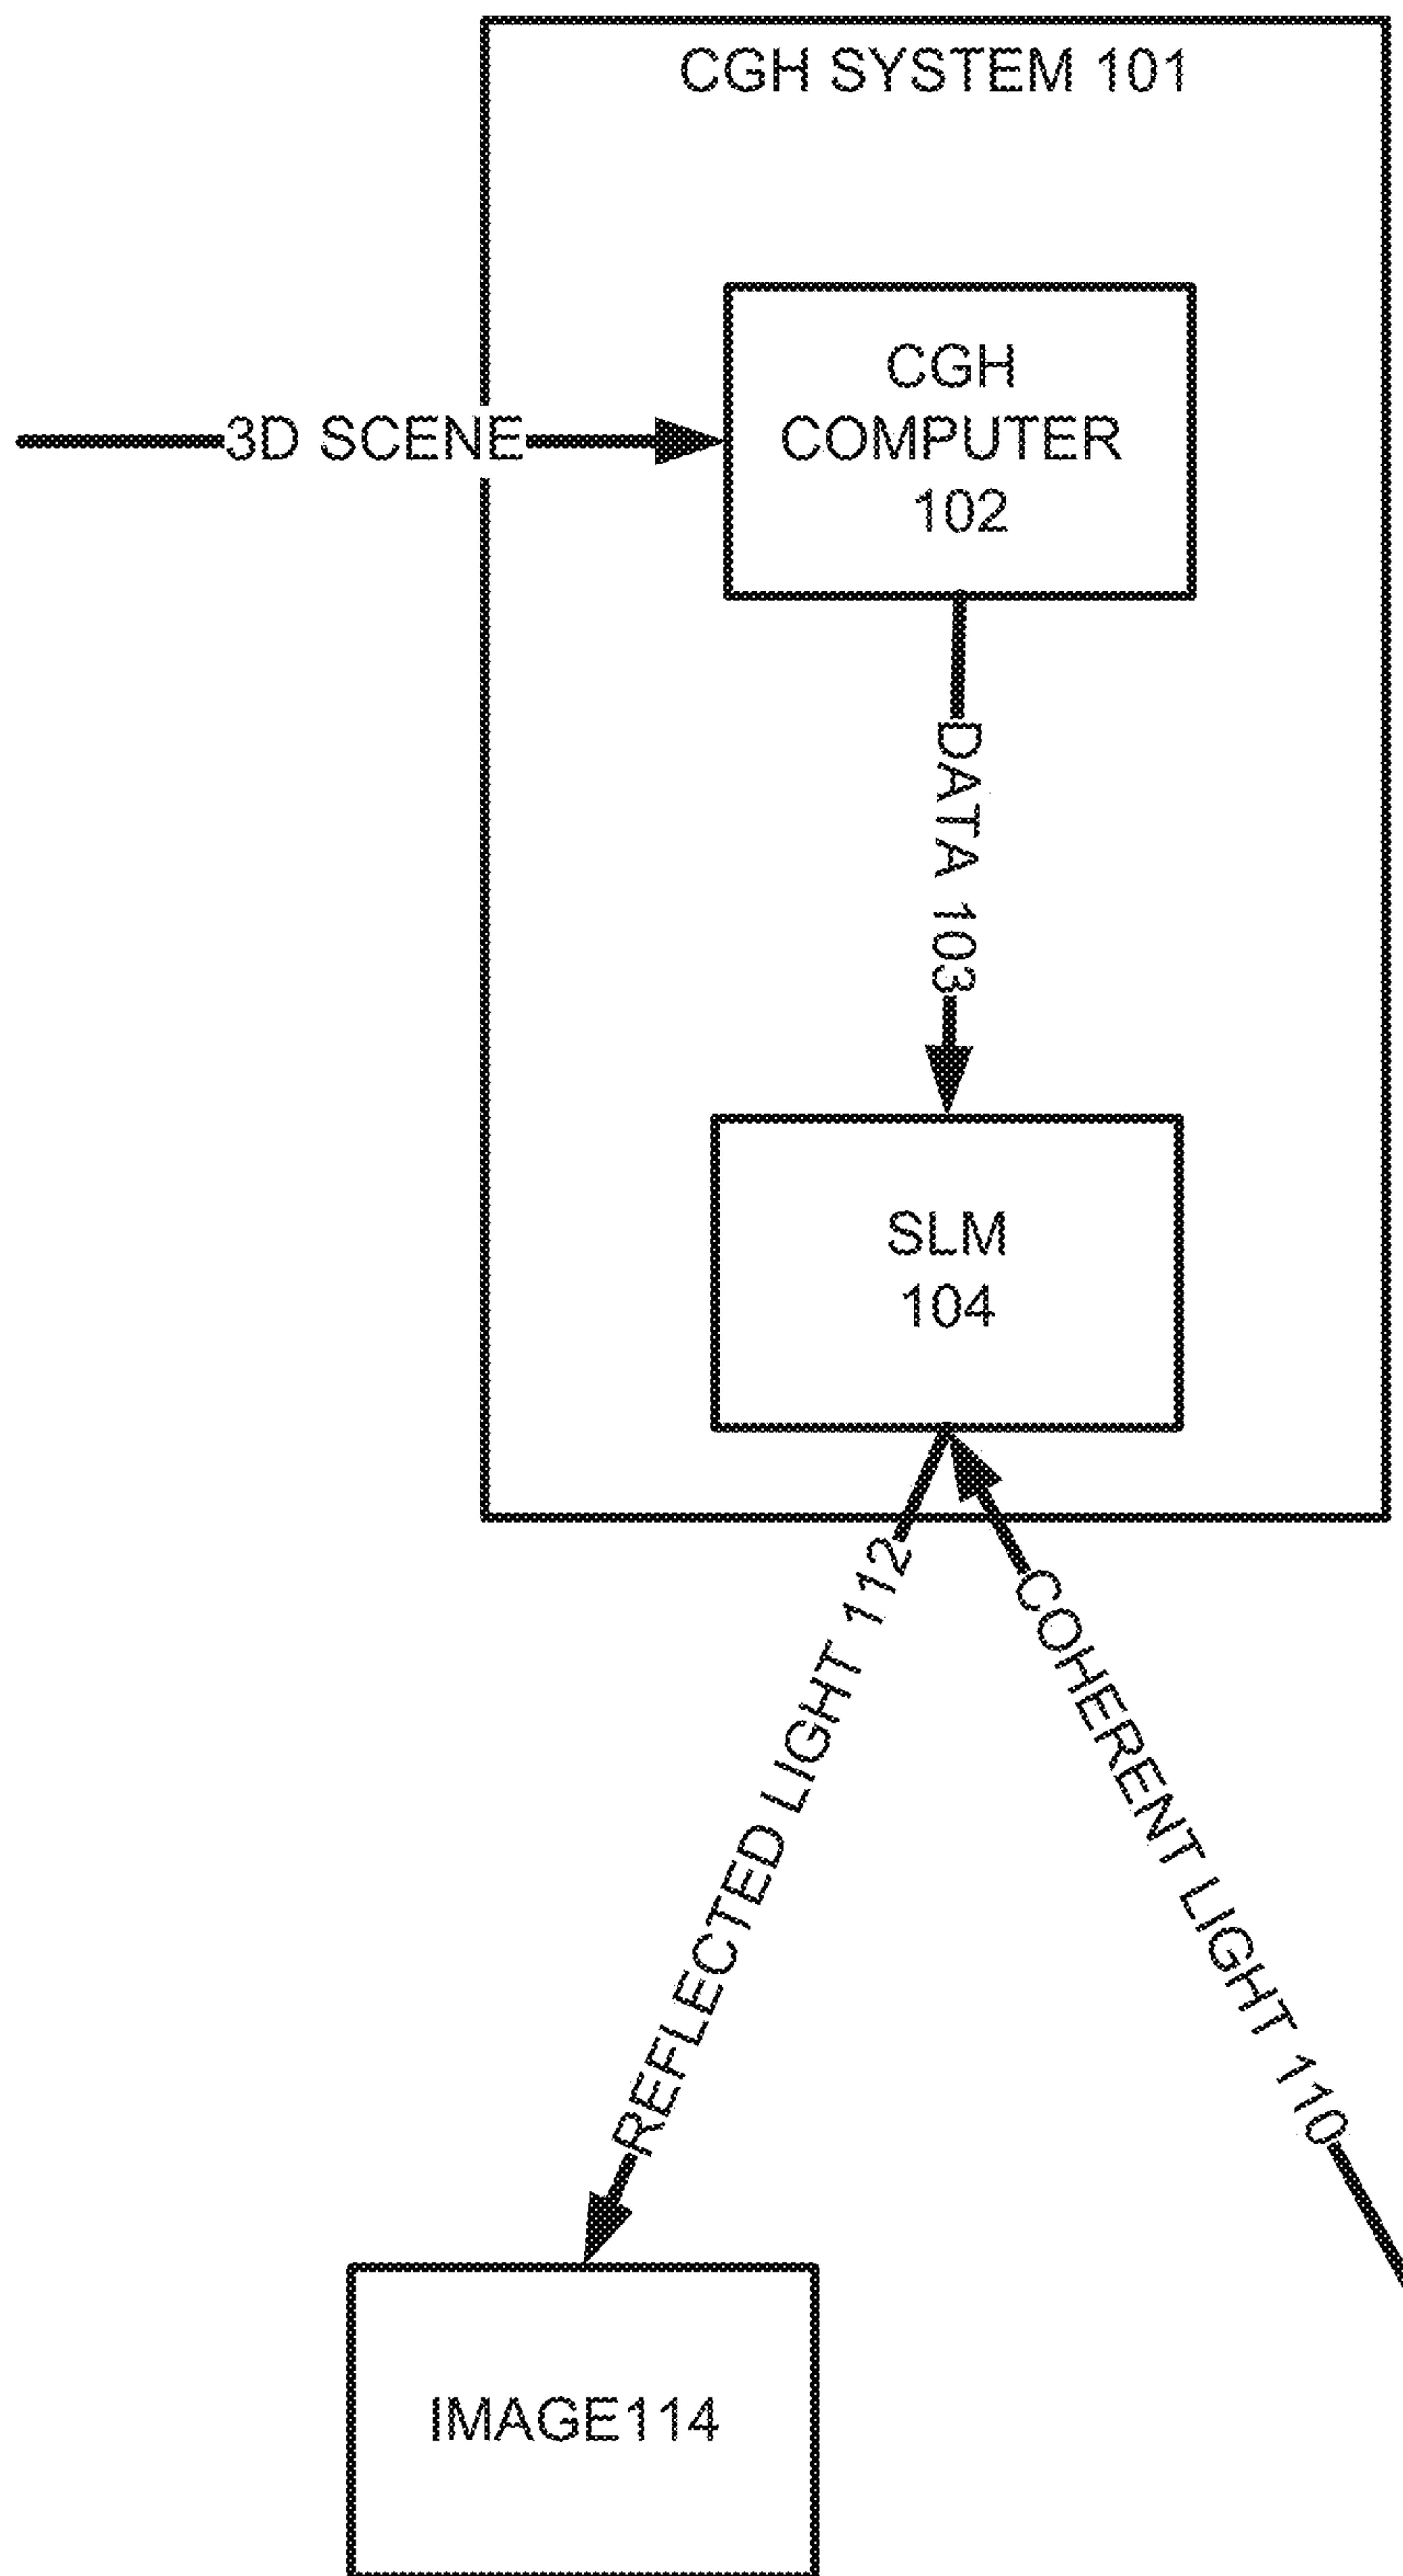 CGH SYSTEM 101
CGH
COMPUTER
102
3D SCENE
DATA 103
SLM
104
REFLECTED LIGHT 112
COHERENT LIGHT 110
IMAGE114